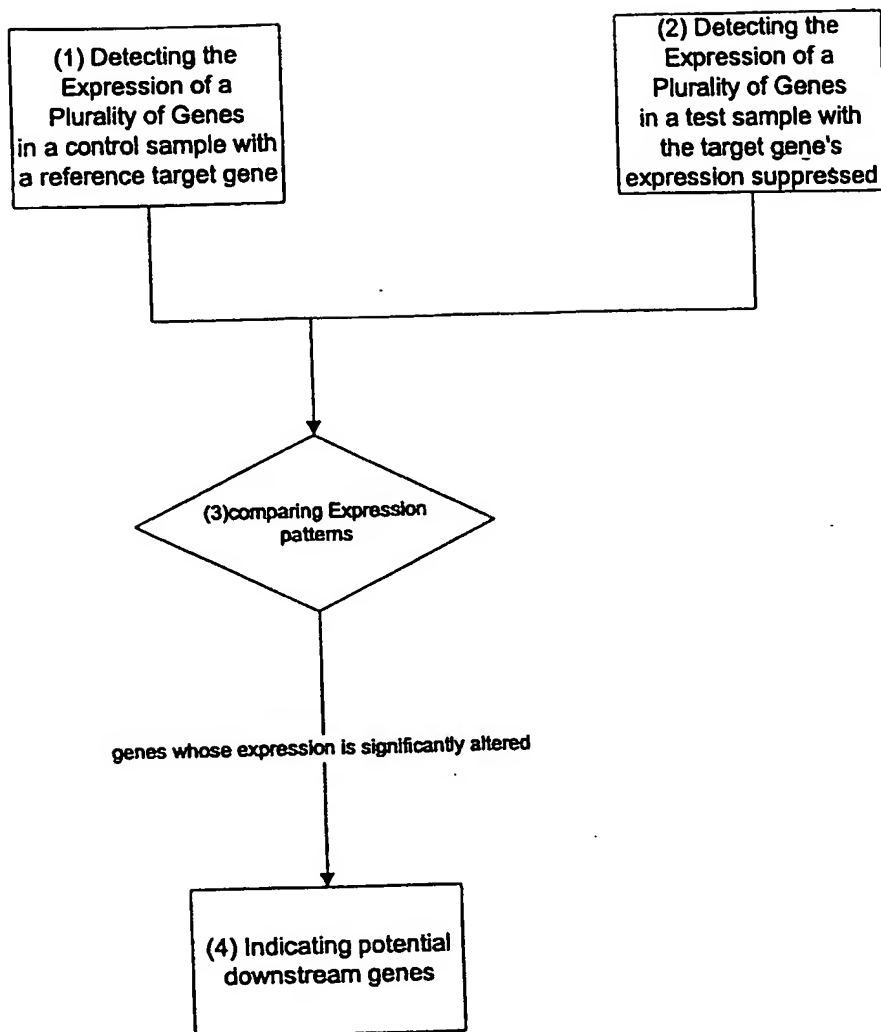 (1) Detecting the
Expression of a
Plurality of Genes
in a control sample with
a reference target gene
(2) Detecting the
Expression of a
Plurality of Genes
in a test sample with
the target gene's
expression suppressed
(3)comparing Expression
patterns
genes whose expression is significantly altered
(4) Indicating potential
downstream genes